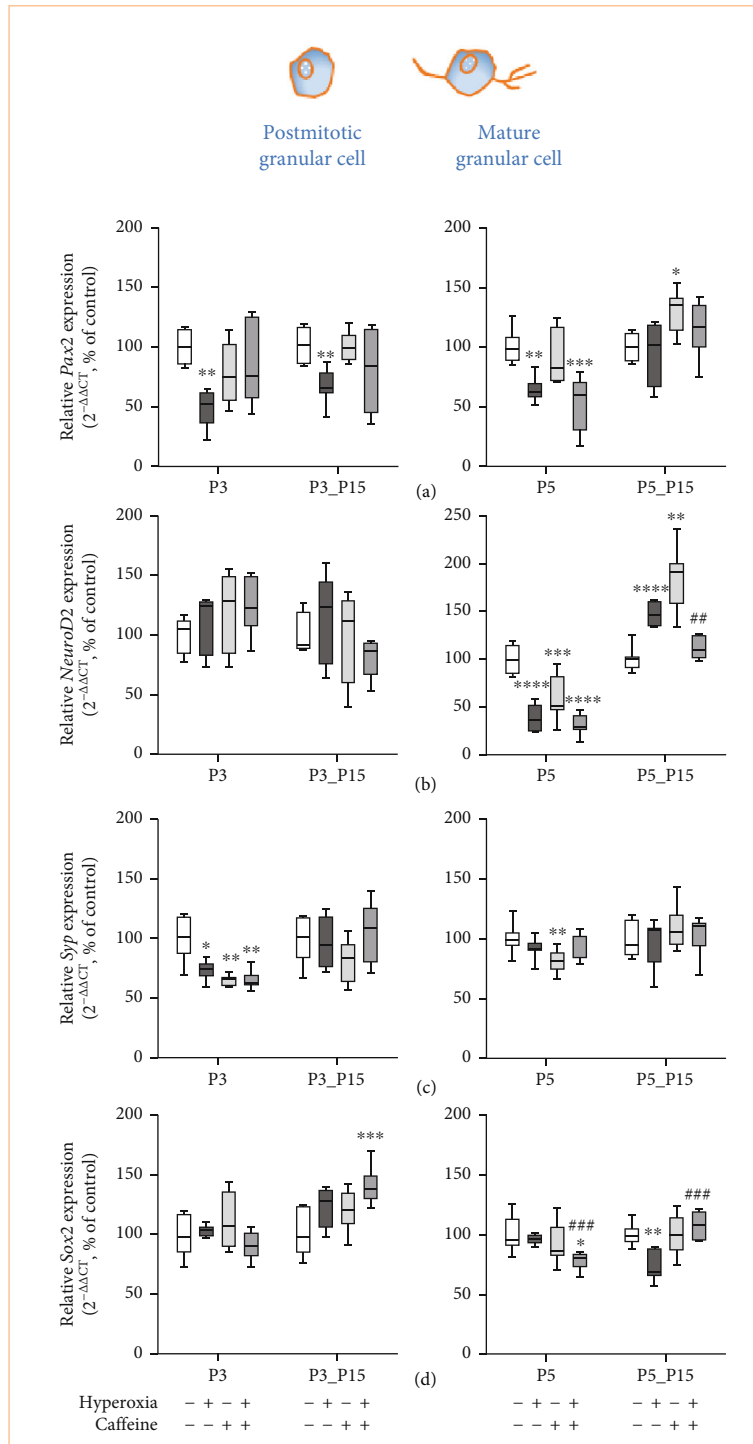 Postmitotic
granular cell
Mature
granular cell
Relative Pax2 expression
(2−ΔΔCT, % of control)
200
150
100
50
0
**
**
P3
P3_P15
200
150
100
50
0
**
***
*
P5
P5_P15
(a)
Relative NeuroD2 expression
(2−ΔΔCT, % of control)
200
150
100
50
0
P3
P3_P15
250
200
150
100
50
0
****
***
****
****
**
##
P5
P5_P15
(b)
Relative Syp expression
(2−ΔΔCT, % of control)
200
150
100
50
0
*
**
**
P3
P3_P15
200
150
100
50
0
**
P5
P5_P15
(c)
Relative Sox2 expression
(2−ΔΔCT, % of control)
200
150
100
50
0
***
P3
P3_P15
200
150
100
50
0
###
*
**
###
P5
P5_P15
(d)
Hyperoxia − + − + − + − + − + − + − + − +
Caffeine − − + + − − + + − − + + − − + +